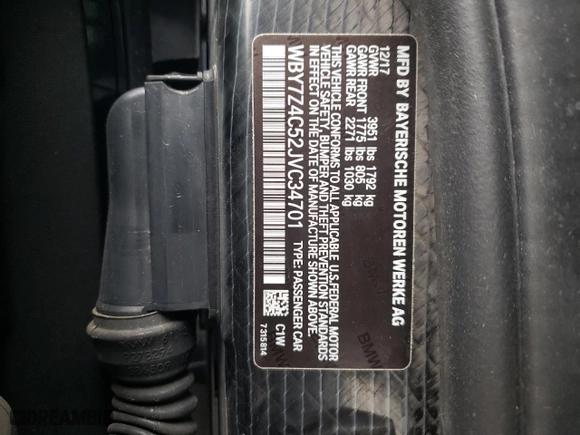 MFD BY BAYERISCHE MOTOREN WERKE AG
12/17
GVWR 3951 lbs 1792 kg
GAWR FRONT 1775 lbs 805 kg
GAWR REAR 2271 lbs 1030 kg
THIS VEHICLE CONFORMS TO ALL APPLICABLE U.S. FEDERAL MOTOR
VEHICLE SAFETY, BUMPER AND THEFT PREVENTION STANDARDS
IN EFFECT ON THE DATE OF MANUFACTURE SHOWN ABOVE.
WBY7Z4C52JVC34701 TYPE: PASSENGER CAR
C1W
7315814
BMW